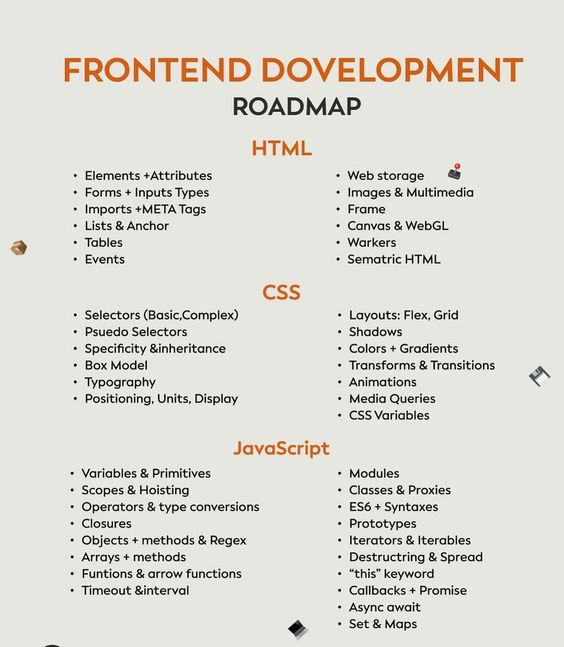 FRONTEND DOVELOPMENT
ROADMAP
HTML
• Elements +Attributes
• Forms + Inputs Types
• Imports +META Tags
• Lists & Anchor
• Tables
• Events
• Web storage
• Images & Multimedia
• Frame
• Canvas & WebGL
• Warkers
• Sematric HTML
CSS
• Selectors (Basic,Complex)
• Psuedo Selectors
• Specificity &inheritance
• Box Model
• Typography
• Positioning, Units, Display
• Layouts: Flex, Grid
• Shadows
• Colors + Gradients
• Transforms & Transitions
• Animations
• Media Queries
• CSS Variables
JavaScript
• Variables & Primitives
• Scopes & Hoisting
• Operators & type conversions
• Closures
• Objects + methods & Regex
• Arrays + methods
• Funtions & arrow functions
• Timeout &interval
• Modules
• Classes & Proxies
• ES6 + Syntaxes
• Prototypes
• Iterators & Iterables
• Destructring & Spread
• “this” keyword
• Callbacks + Promise
• Async await
• Set & Maps